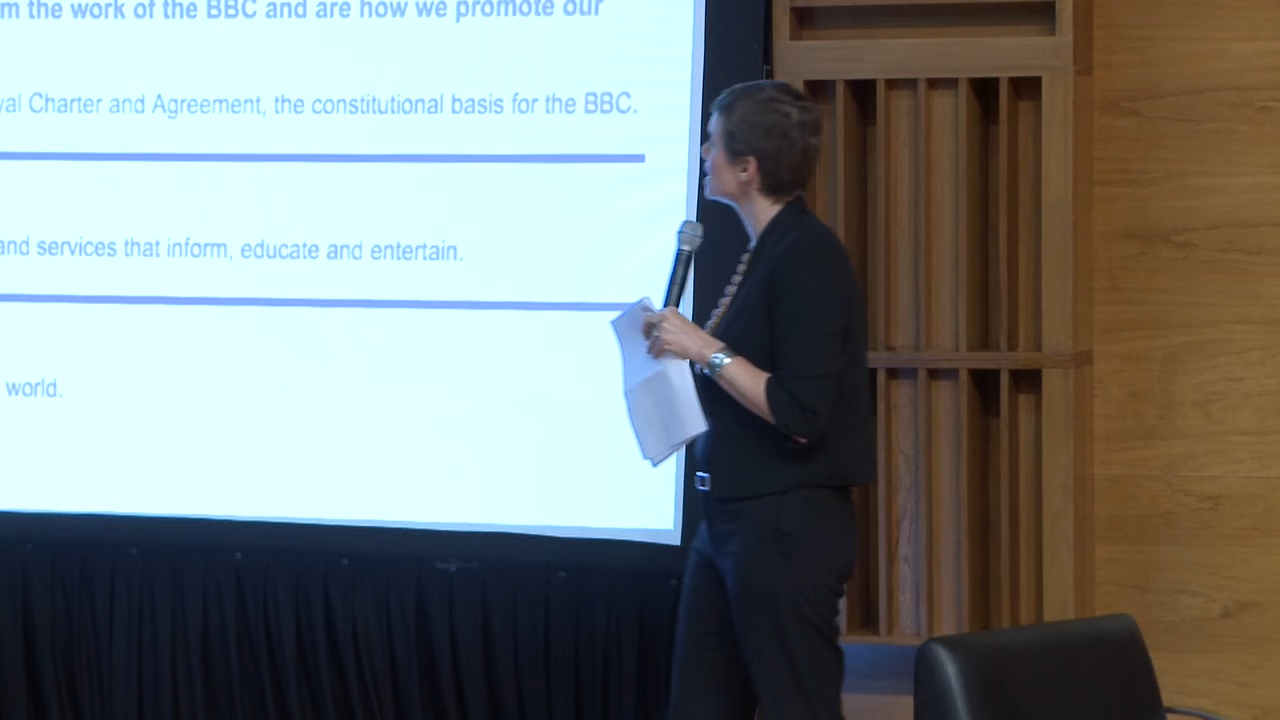 m the work of the BBC and are how we promote our
yal Charter and Agreement, the constitutional basis for the BBC.
and services that inform, educate and entertain.
world.